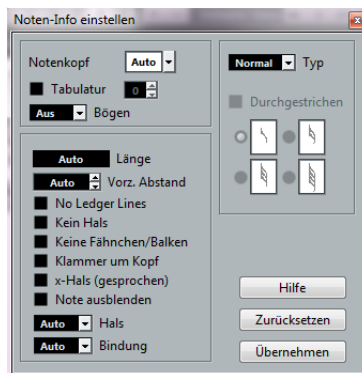 Noten-Info einstellen
Notenkopf Auto
Tabulatur 0
Aus Bögen
Auto Länge
Auto Vorz. Abstand
No Ledger Lines
Kein Hals
Keine Fähnchen/Balken
Klammer um Kopf
x-Hals (gesprochen)
Note ausblenden
Auto Hals
Auto Bindung
Normal Typ
Durchgestrichen
Hilfe
Zurücksetzen
Übernehmen